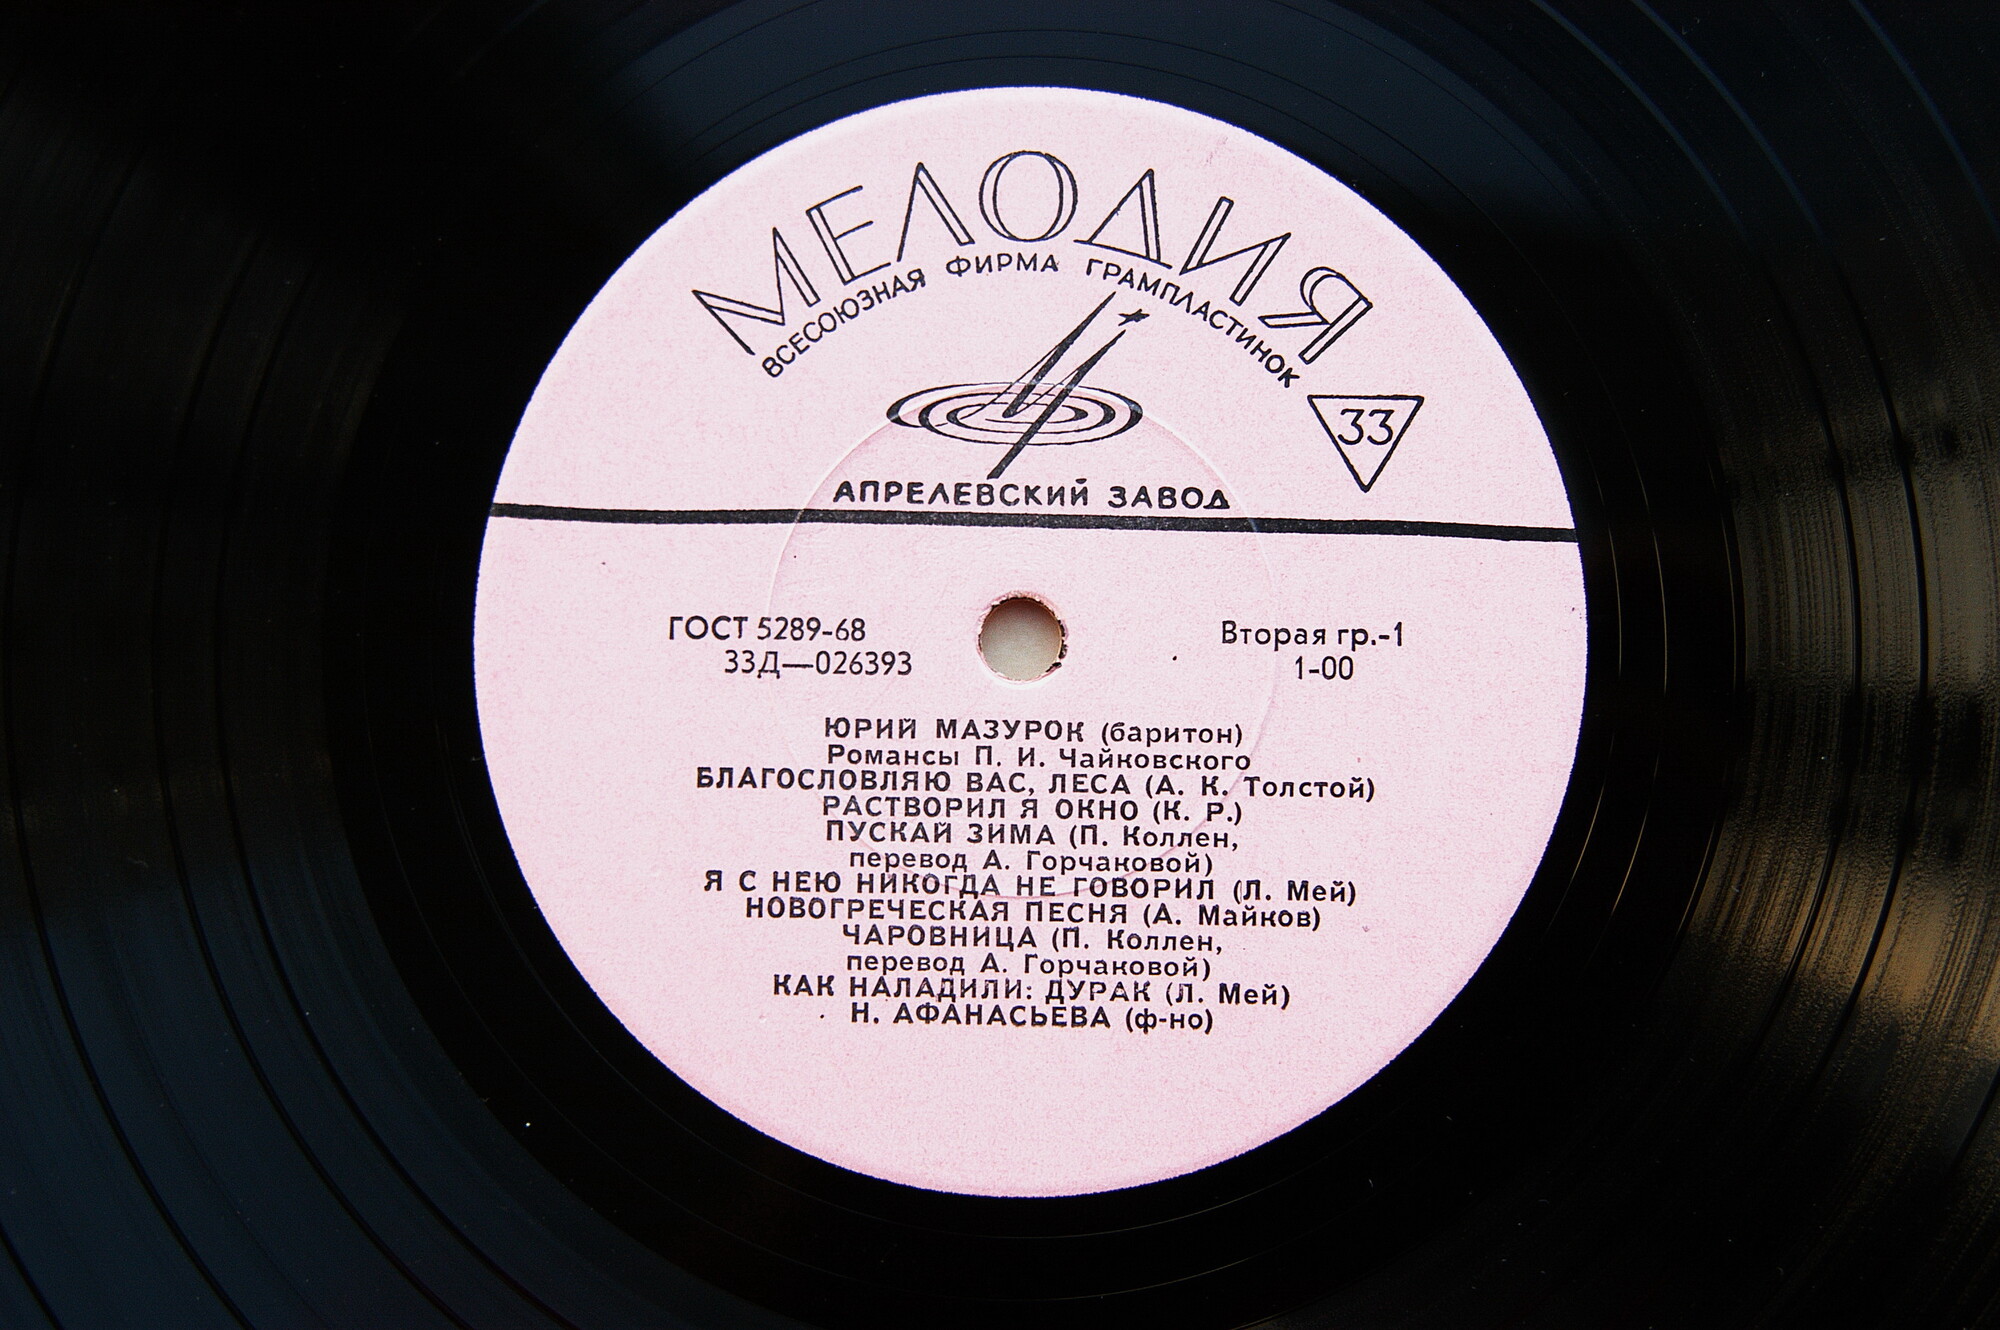 МЕЛОДИЯ
ВСЕСОЮЗНАЯ ФИРМА ГРАМПЛАСТИНОК
33
АПРЕЛЕВСКИЙ ЗАВОД
ГОСТ 5289-68
33Д—026393
Вторая гр.-1
1-00
ЮРИЙ МАЗУРОК (баритон)
Романсы П. И. Чайковского
БЛАГОСЛОВЛЯЮ ВАС, ЛЕСА (А. К. Толстой)
РАСТВОРИЛ Я ОКНО (К. Р.)
ПУСКАЙ ЗИМА (П. Коллен,
перевод А. Горчаковой)
Я С НЕЮ НИКОГДА НЕ ГОВОРИЛ (Л. Мей)
НОВОГРЕЧЕСКАЯ ПЕСНЯ (А. Майков)
ЧАРОВНИЦА (П. Коллен,
перевод А. Горчаковой)
КАК НАЛАДИЛИ: ДУРАК (Л. Мей)
Н. АФАНАСЬЕВА (ф-но)